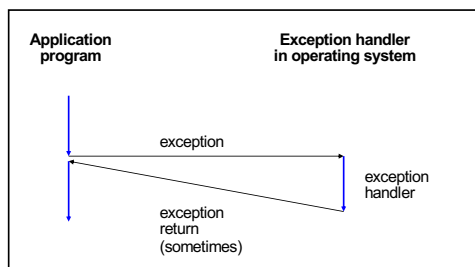 Application
program
Exception handler
in operating system
exception
exception
handler
exception
return
(sometimes)